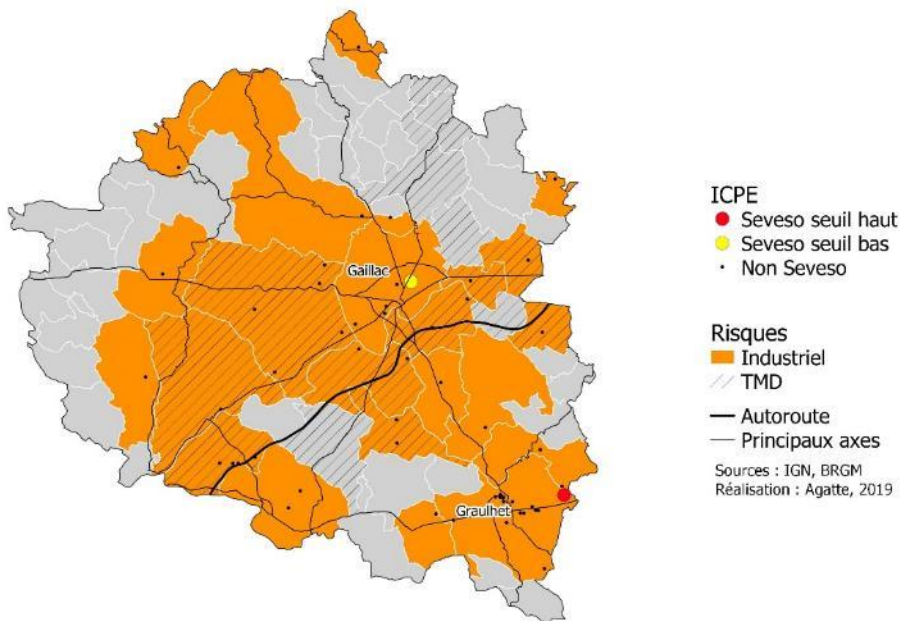 Gaillac
Graulhet
ICPE
Seveso seuil haut
Seveso seuil bas
Non Seveso
Risques
Industriel
TMD
Autoroute
Principaux axes
Sources : IGN, BRGM
Réalisation : Agatte, 2019